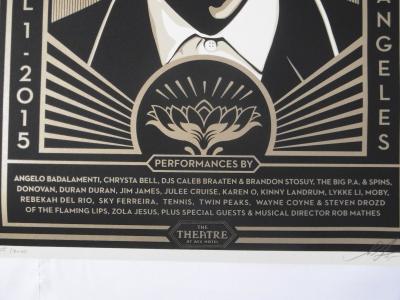 L 1 - 2015
ANGELES
PERFORMANCES BY
ANGELO BADALAMENTI, CHRYSTA BELL, DJS CALEB BRAATEN & BRANDON STOSUY, THE BIG P.A. & SPINS,
DONOVAN, DURAN DURAN, JIM JAMES, JULEE CRUISE, KAREN O, KINNY LANDRUM, LYKKE LI, MOBY,
REBEKAH DEL RIO, SKY FERREIRA, TENNIS, TWIN PEAKS, WAYNE COYNE & STEVEN DROZD
OF THE FLAMING LIPS, ZOLA JESUS, PLUS SPECIAL GUESTS & MUSICAL DIRECTOR ROB MATHES
THE
THEATRE
AT ACE HOTEL